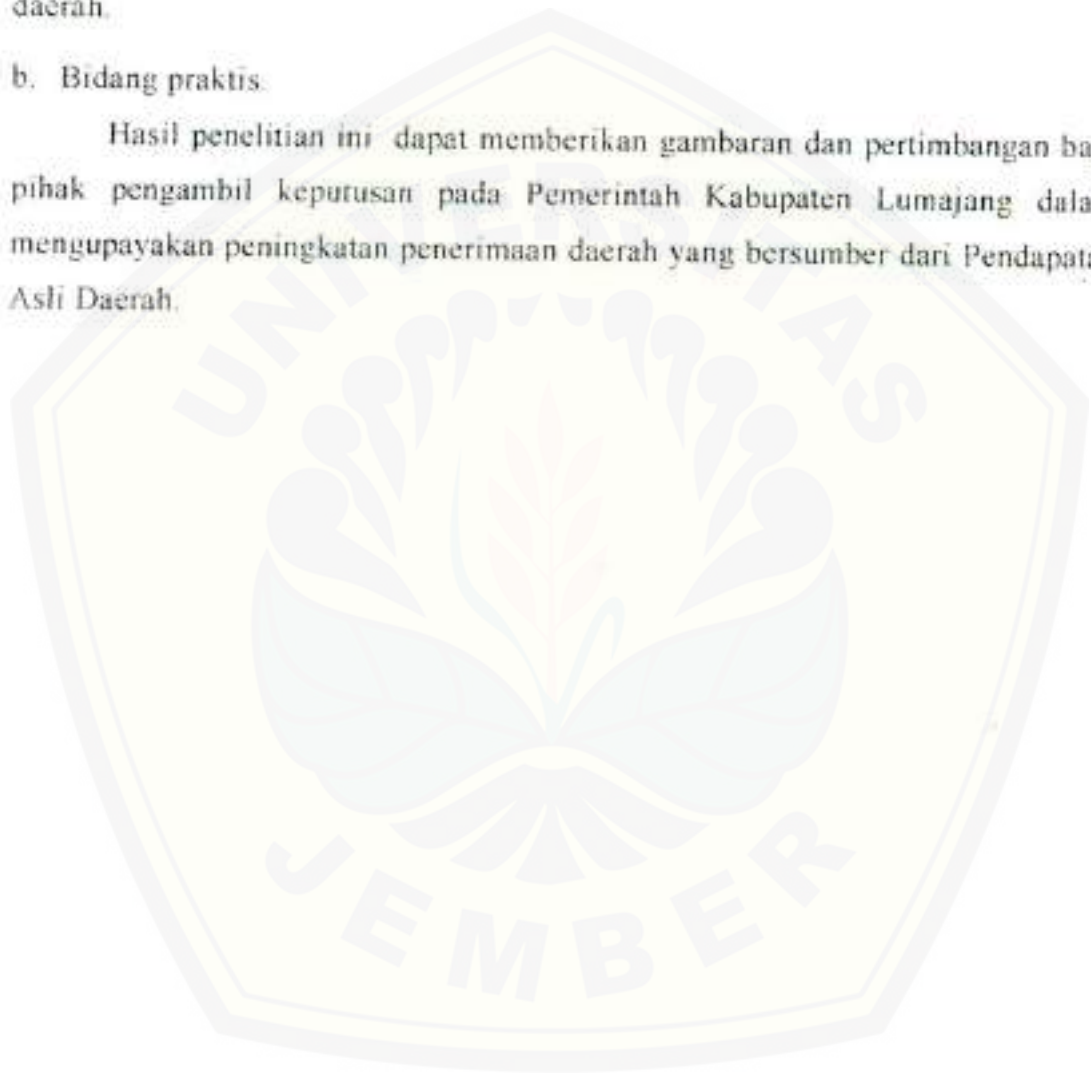 daerah.
b. Bidang praktis.
Hasil penelitian ini dapat memberikan gambaran dan pertimbangan ba
pihak pengambil keputusan pada Pemerintah Kabupaten Lumajang dala
mengupayakan peningkatan penerimaan daerah yang bersumber dari Pendapata
Asli Daerah.
UNIVERSITAS
JEMBER